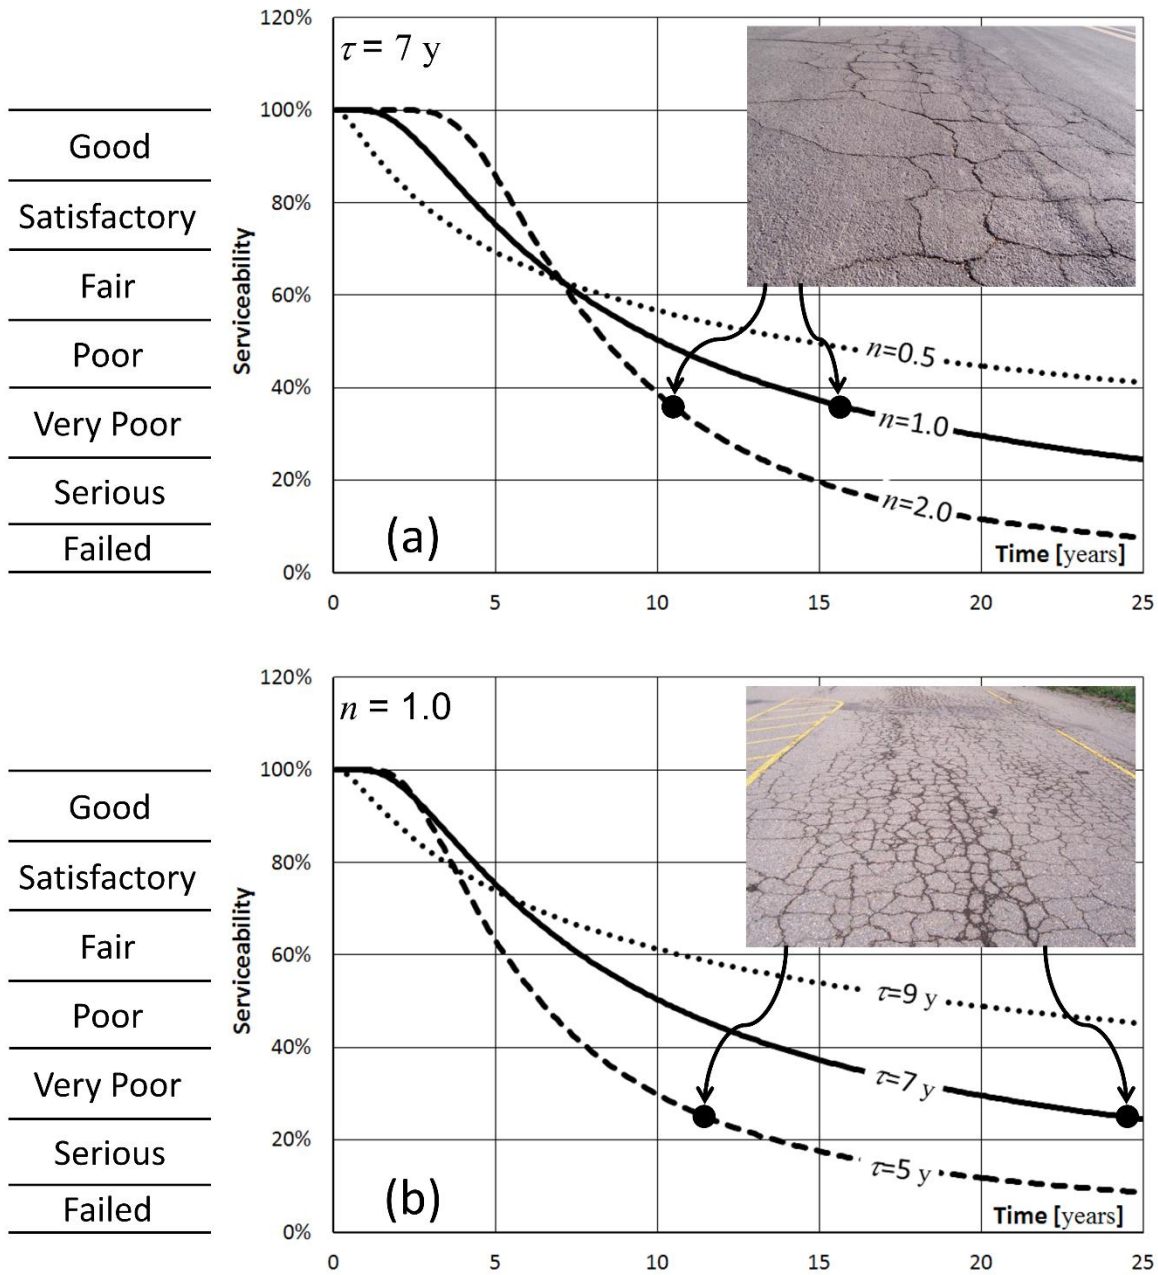 120%
τ = 7 y
100%
Good
Satisfactory
80%
Fair
60%
Poor
n=0.5
40%
Very Poor
n=1.0
Serious
20%
n=2.0
Failed
(a)
Time [years]
0%
Serviceability
0 5 10 15 20 25
120%
n = 1.0
100%
Good
Satisfactory
80%
Fair
60%
Poor
τ=9 y
40%
Very Poor
τ=7 y
Serious
20%
τ=5 y
Failed
(b)
Time [years]
0%
Serviceability
0 5 10 15 20 25